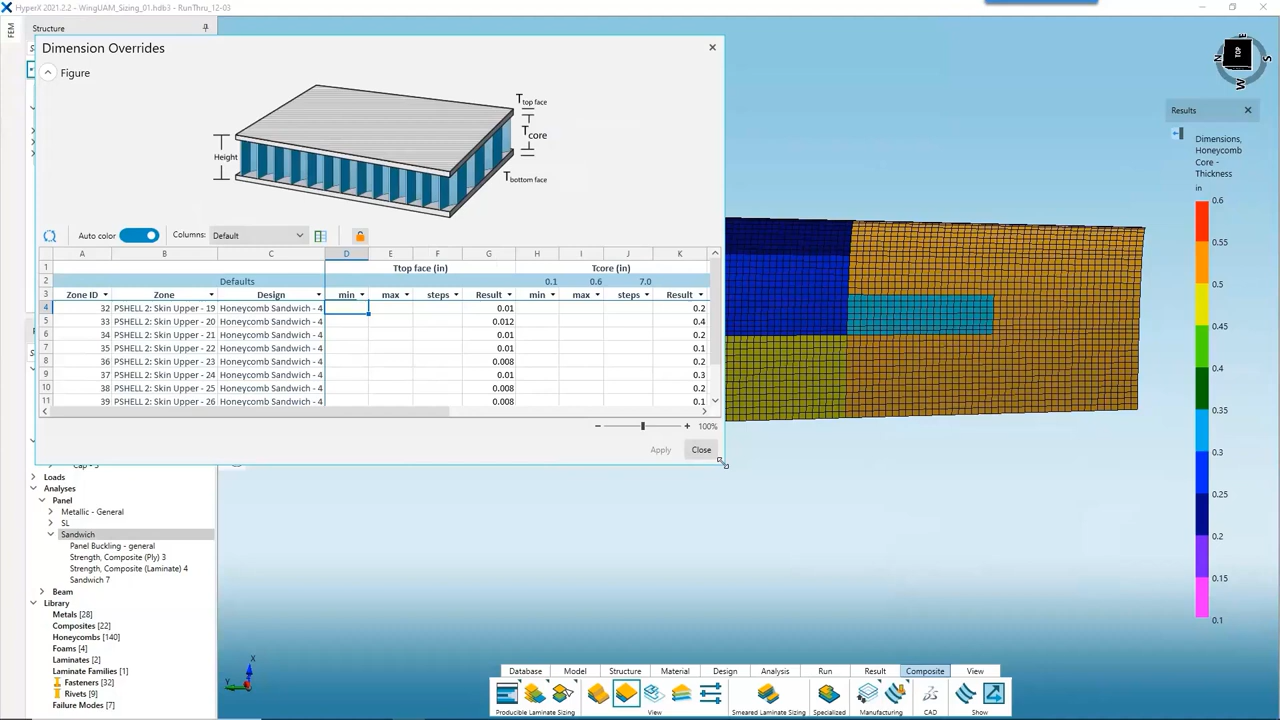 HyperX 2021.2.2 - WingUAM_Sizing_01.hdb3 - RunThru_12-03
FEM
Structure
Dimension Overrides
Figure
Height
Ttop face
Tcore
Tbottom face
Auto color
Columns:
Default
A B C D E F G H I J K
1 Ttop face (in) Tcore (in)
2 Defaults 0.1 0.6 7.0
3 Zone ID Zone Design min max steps Result min max steps Result
4 32 PSHELL 2: Skin Upper - 19 Honeycomb Sandwich - 4 0.01 0.2
5 33 PSHELL 2: Skin Upper - 20 Honeycomb Sandwich - 4 0.012 0.4
6 34 PSHELL 2: Skin Upper - 21 Honeycomb Sandwich - 4 0.01 0.2
7 35 PSHELL 2: Skin Upper - 22 Honeycomb Sandwich - 4 0.01 0.1
8 36 PSHELL 2: Skin Upper - 23 Honeycomb Sandwich - 4 0.008 0.2
9 37 PSHELL 2: Skin Upper - 24 Honeycomb Sandwich - 4 0.01 0.3
10 38 PSHELL 2: Skin Upper - 25 Honeycomb Sandwich - 4 0.008 0.2
11 39 PSHELL 2: Skin Upper - 26 Honeycomb Sandwich - 4 0.008 0.1
100%
Apply
Close
Loads
Analyses
Panel
Metallic - General
SL
Sandwich
Panel Buckling - general
Strength, Composite (Ply) 3
Strength, Composite (Laminate) 4
Sandwich 7
Beam
Library
Metals [28]
Composites [22]
Honeycombs [140]
Foams [4]
Laminates [2]
Laminate Families [1]
Fasteners [32]
Rivets [9]
Failure Modes [7]
X
Y
TOP
N
E
S
W
Results
Dimensions,
Honeycomb
Core -
Thickness
in
0.6
0.55
0.5
0.45
0.4
0.35
0.3
0.25
0.2
0.15
0.1
Database Model Structure Material Design Analysis Run Result Composite View
Producible Laminate Sizing View Smeared Laminate Sizing Specialized Manufacturing CAD Show